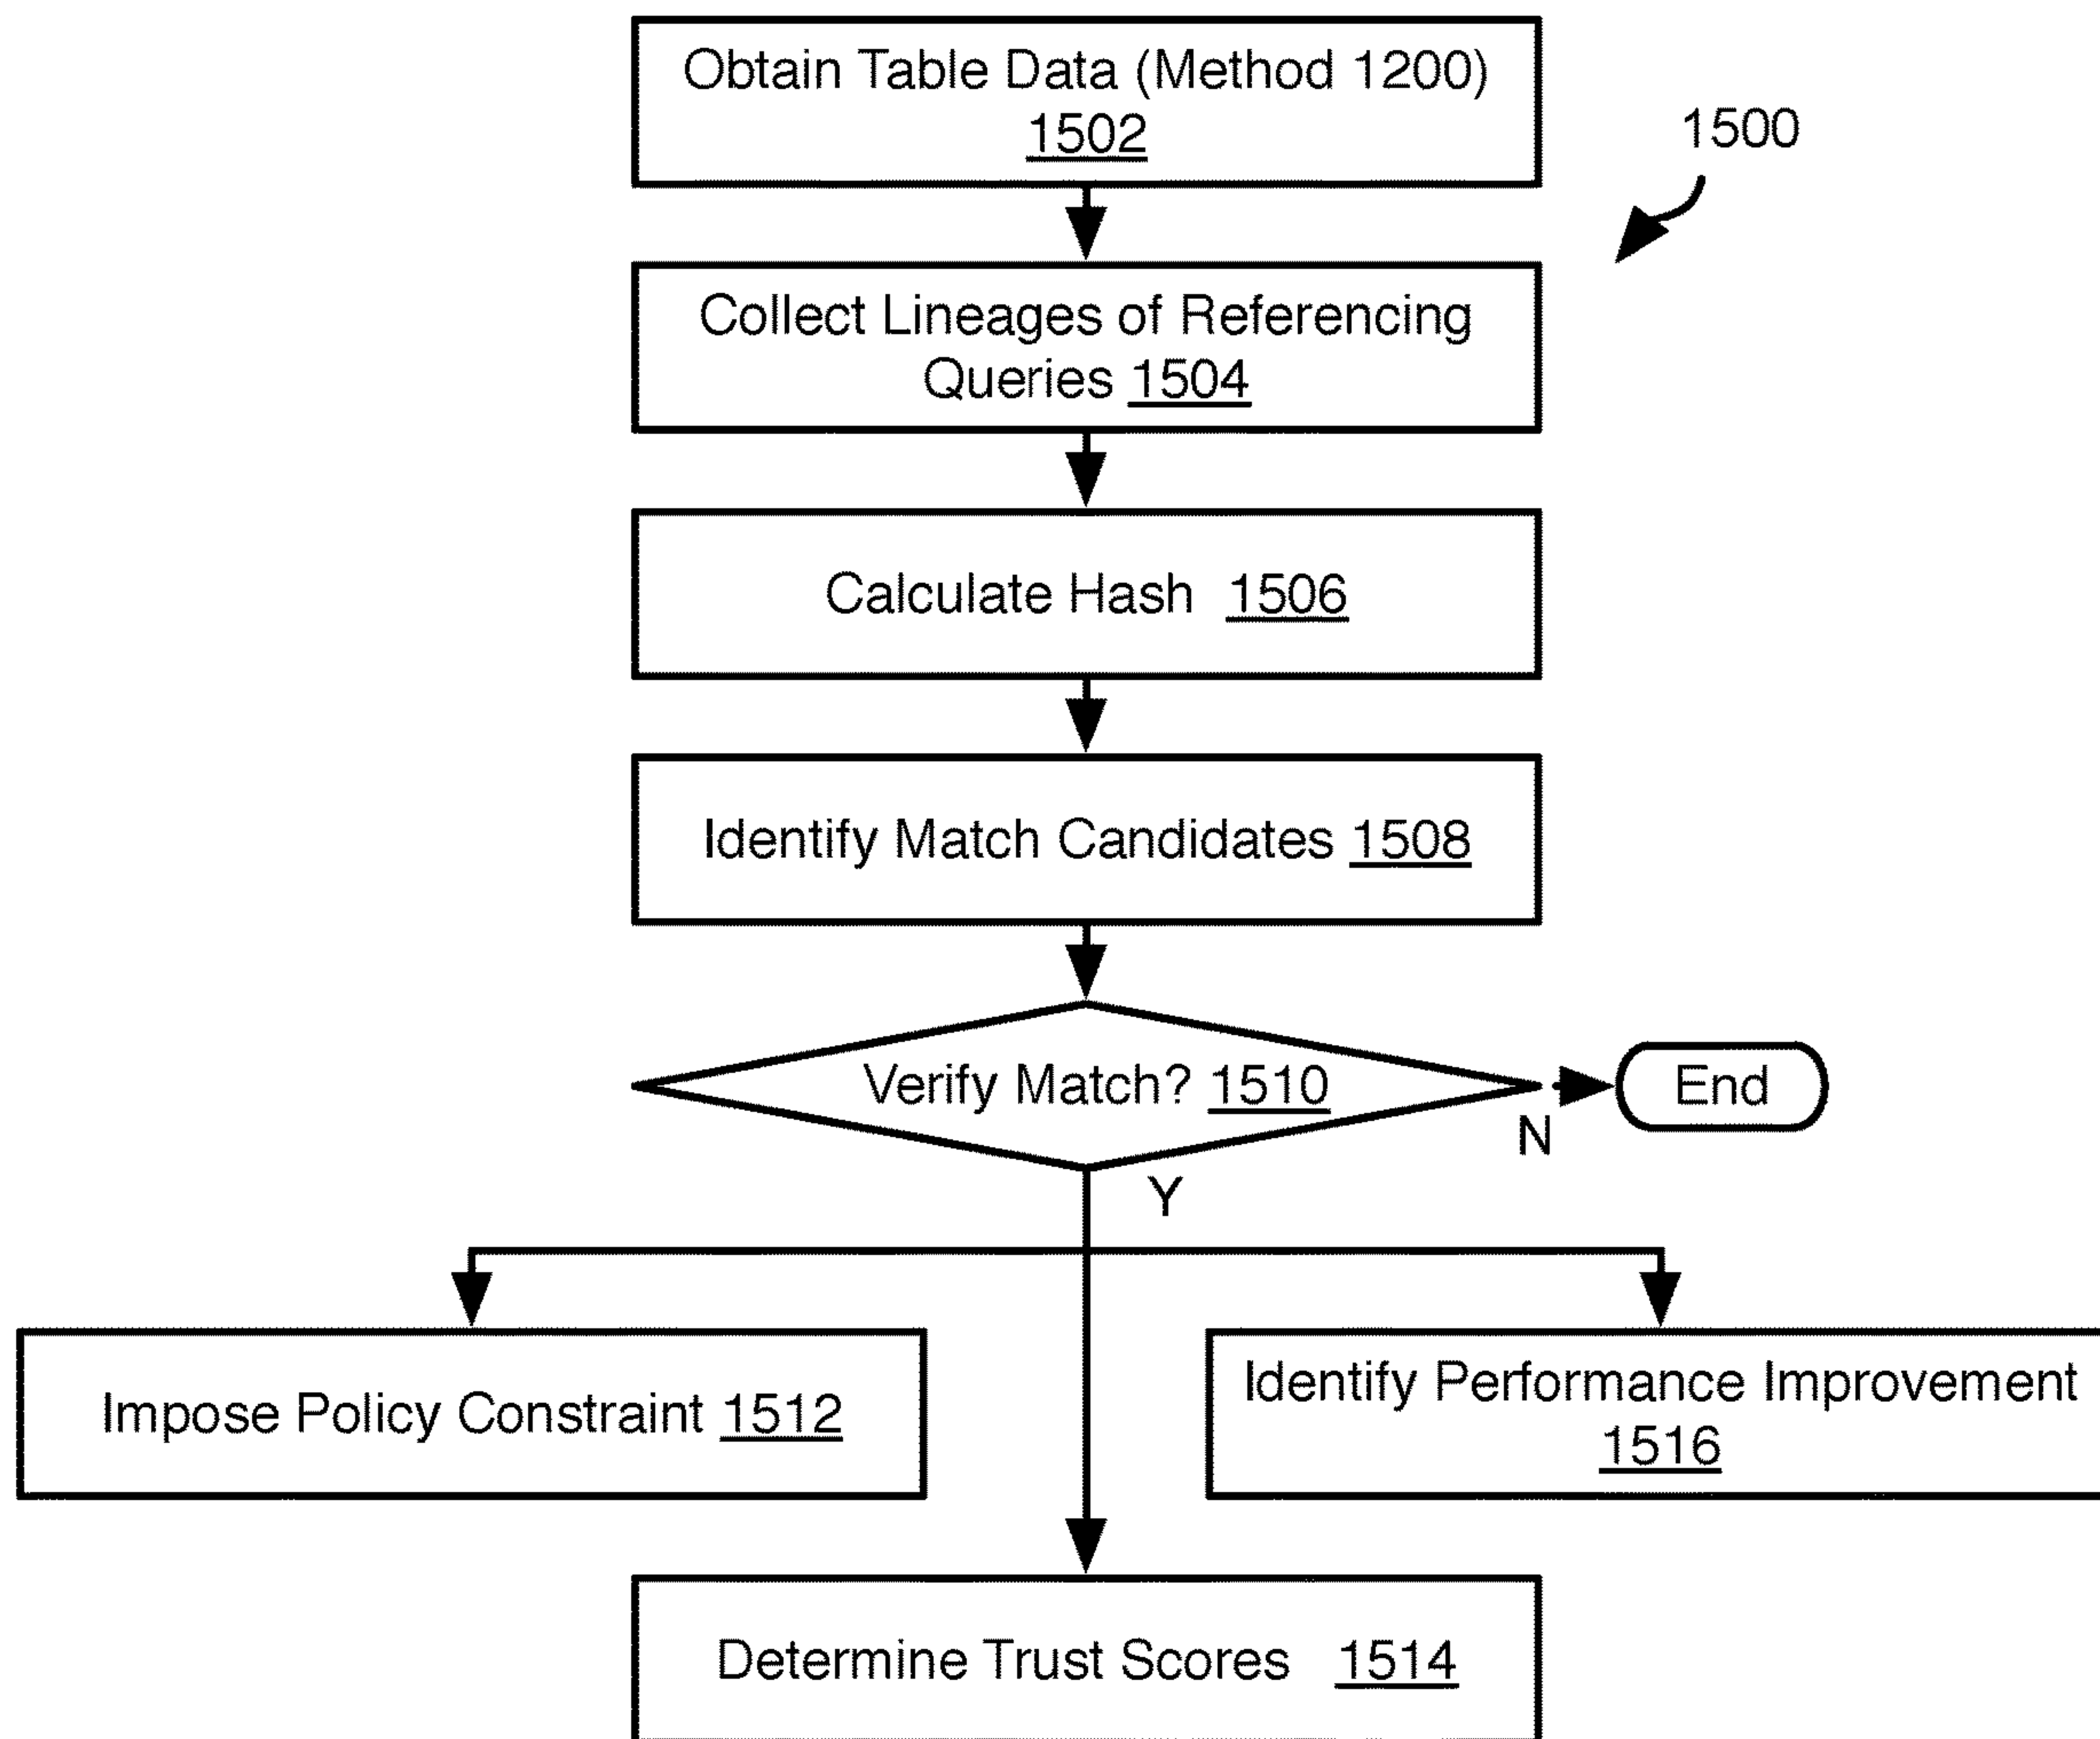 Obtain Table Data (Method 1200)
1502
1500
Collect Lineages of Referencing
Queries 1504
Calculate Hash 1506
Identify Match Candidates 1508
Verify Match? 1510
End
N
Y
Impose Policy Constraint 1512
Identify Performance Improvement
1516
Determine Trust Scores 1514